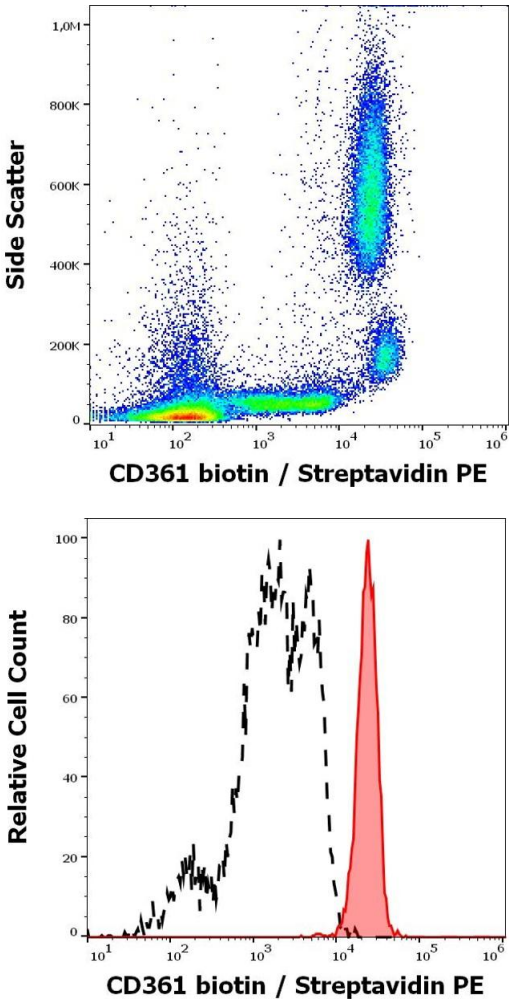 1,0M
800K
600K
400K
200K
0
Side Scatter
10¹ 10² 10³ 10⁴ 10⁵ 10⁶
CD361 biotin / Streptavidin PE
100
80
60
40
20
0
Relative Cell Count
10¹ 10² 10³ 10⁴ 10⁵ 10⁶
CD361 biotin / Streptavidin PE